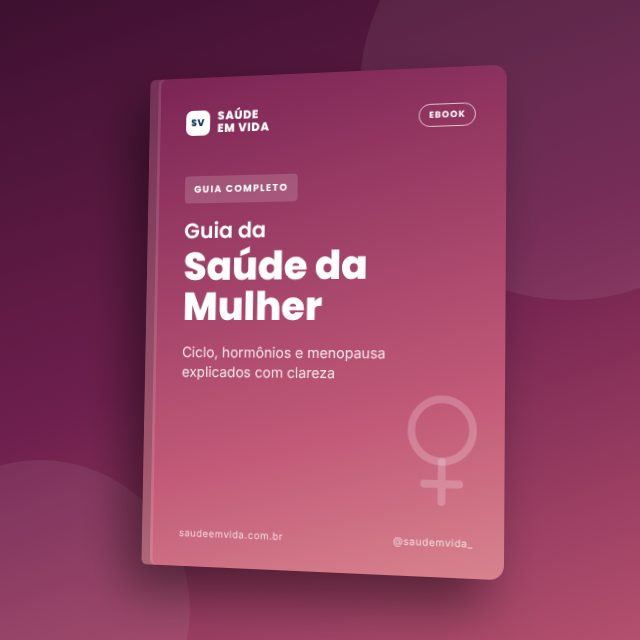 SV
SAÚDE
EM VIDA
EBOOK
GUIA COMPLETO
Guia da
Saúde da
Mulher
Ciclo, hormônios e menopausa
explicados com clareza
saudeemvida.com.br
@saudemvida_